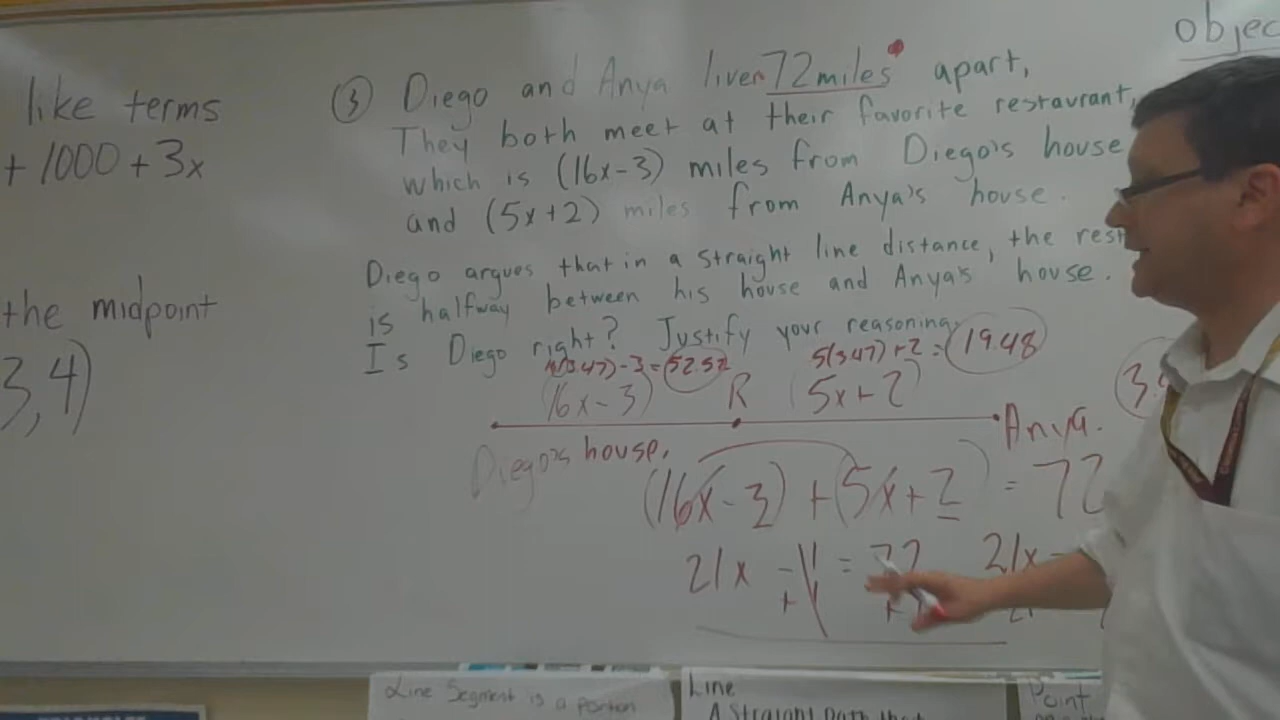 objec
like terms
+ 1000 + 3x
the midpoint
3, 4)
③ Diego and Anya live 72 miles apart,
They both meet at their favorite restaurant,
which is (16x-3) miles from Diego's house
and (5x+2) miles from Anya's house.
Diego argues that in a straight line distance, the rest
is halfway between his house and Anya's house.
Is Diego right? Justify your reasoning.
16(3.47) - 3 = 52.52
5(3.47) + 2 = 19.48
(16x-3) R (5x+2)
Diego's house. Anya.
(16x-3) + (5x+2) = 72
21x - 1 = 72 21x
+1 +1
Line Segment is a portion
Line
A straight path that
Point